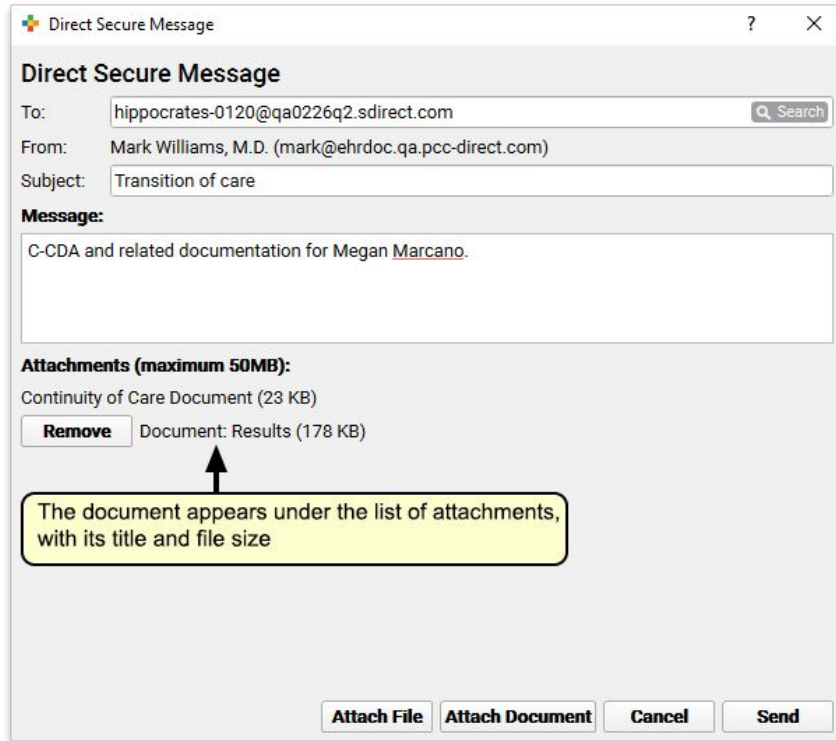 Direct Secure Message
?
Direct Secure Message
To: hippocrates-0120@qa0226q2.sdirect.com Search
From: Mark Williams, M.D. (mark@ehrdoc.qa.pcc-direct.com)
Subject: Transition of care
Message:
C-CDA and related documentation for Megan Marcano.
Attachments (maximum 50MB):
Continuity of Care Document (23 KB)
Remove Document: Results (178 KB)
The document appears under the list of attachments,
with its title and file size
Attach File Attach Document Cancel Send